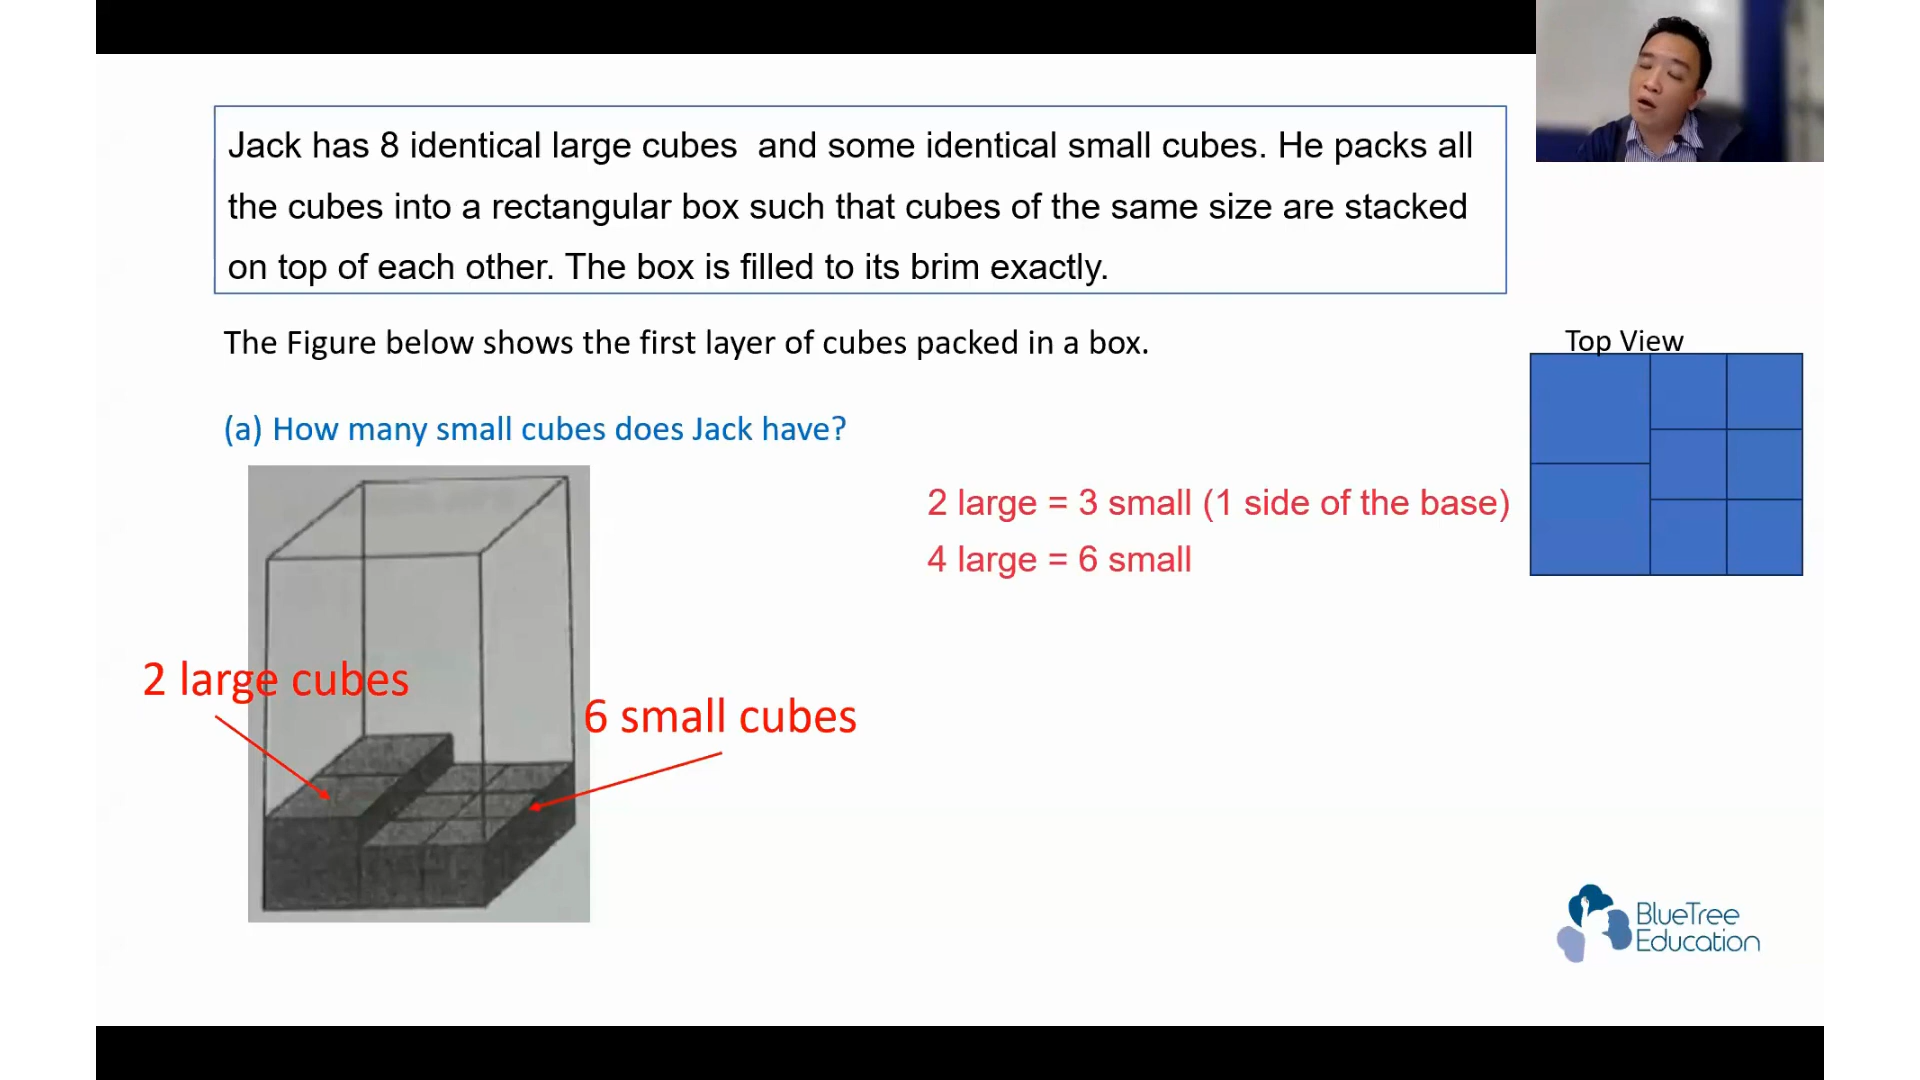 Jack has 8 identical large cubes  and some identical small cubes. He packs all
the cubes into a rectangular box such that cubes of the same size are stacked
on top of each other. The box is filled to its brim exactly.
The Figure below shows the first layer of cubes packed in a box.
Top View
(a) How many small cubes does Jack have?
2 large = 3 small (1 side of the base)
4 large = 6 small
2 large cubes
6 small cubes
BlueTree
Education